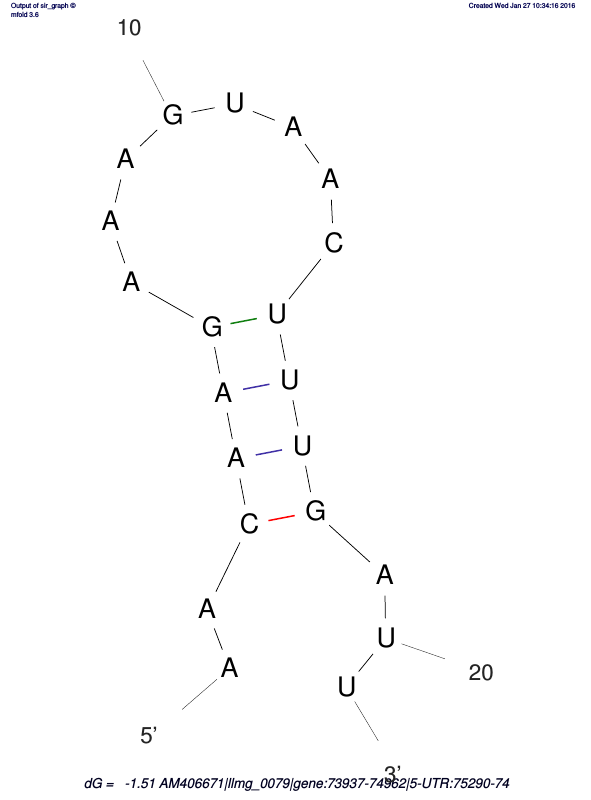 Output of sir_graph ©
mfold 3.6
Created Wed Jan 27 10:34:16 2016
10
G U
A A
A A
A C
G U
A U
A U
C G
A A
A U
U
20
5’
3’
dG = -1.51 AM406671|llmg_0079|gene:73937-74962|5-UTR:75290-74